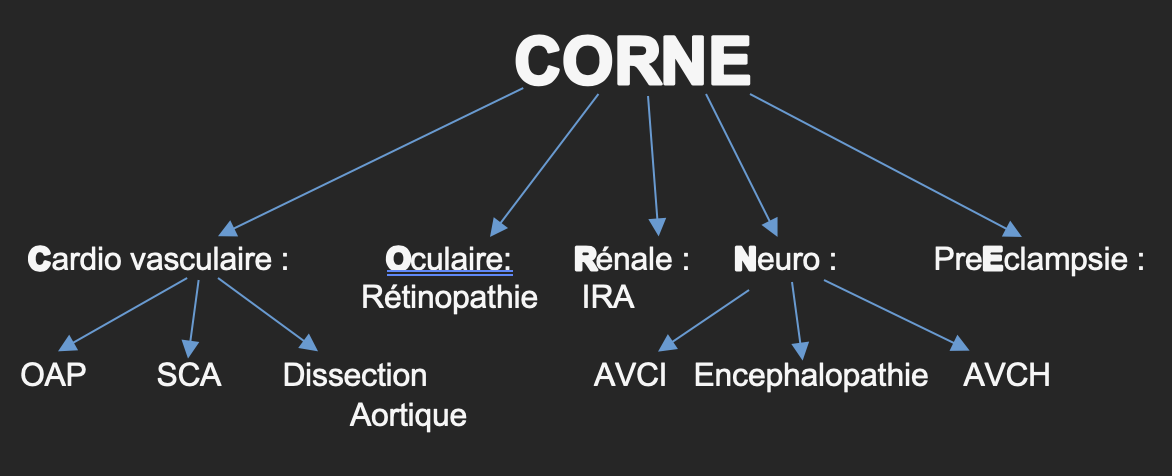 CORNE
Cardio vasculaire :
Oculaire:
Rénale :
Neuro :
PreEclampsie :
Rétinopathie
IRA
OAP
SCA
Dissection
Aortique
AVCI
Encephalopathie
AVCH